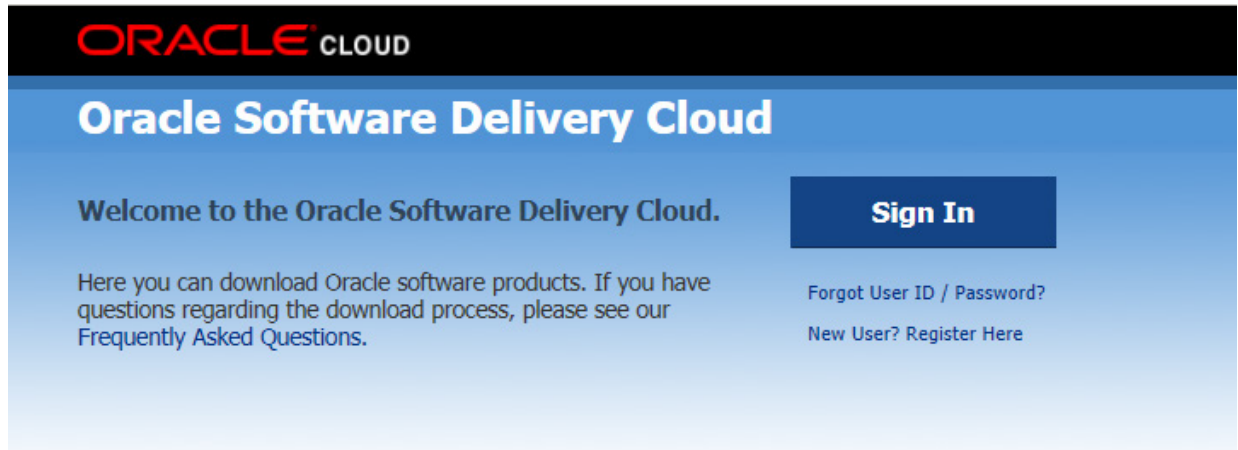 ORACLE CLOUD
Oracle Software Delivery Cloud
Welcome to the Oracle Software Delivery Cloud.
Sign In
Here you can download Oracle software products. If you have
questions regarding the download process, please see our
Frequently Asked Questions.
Forgot User ID / Password?
New User? Register Here